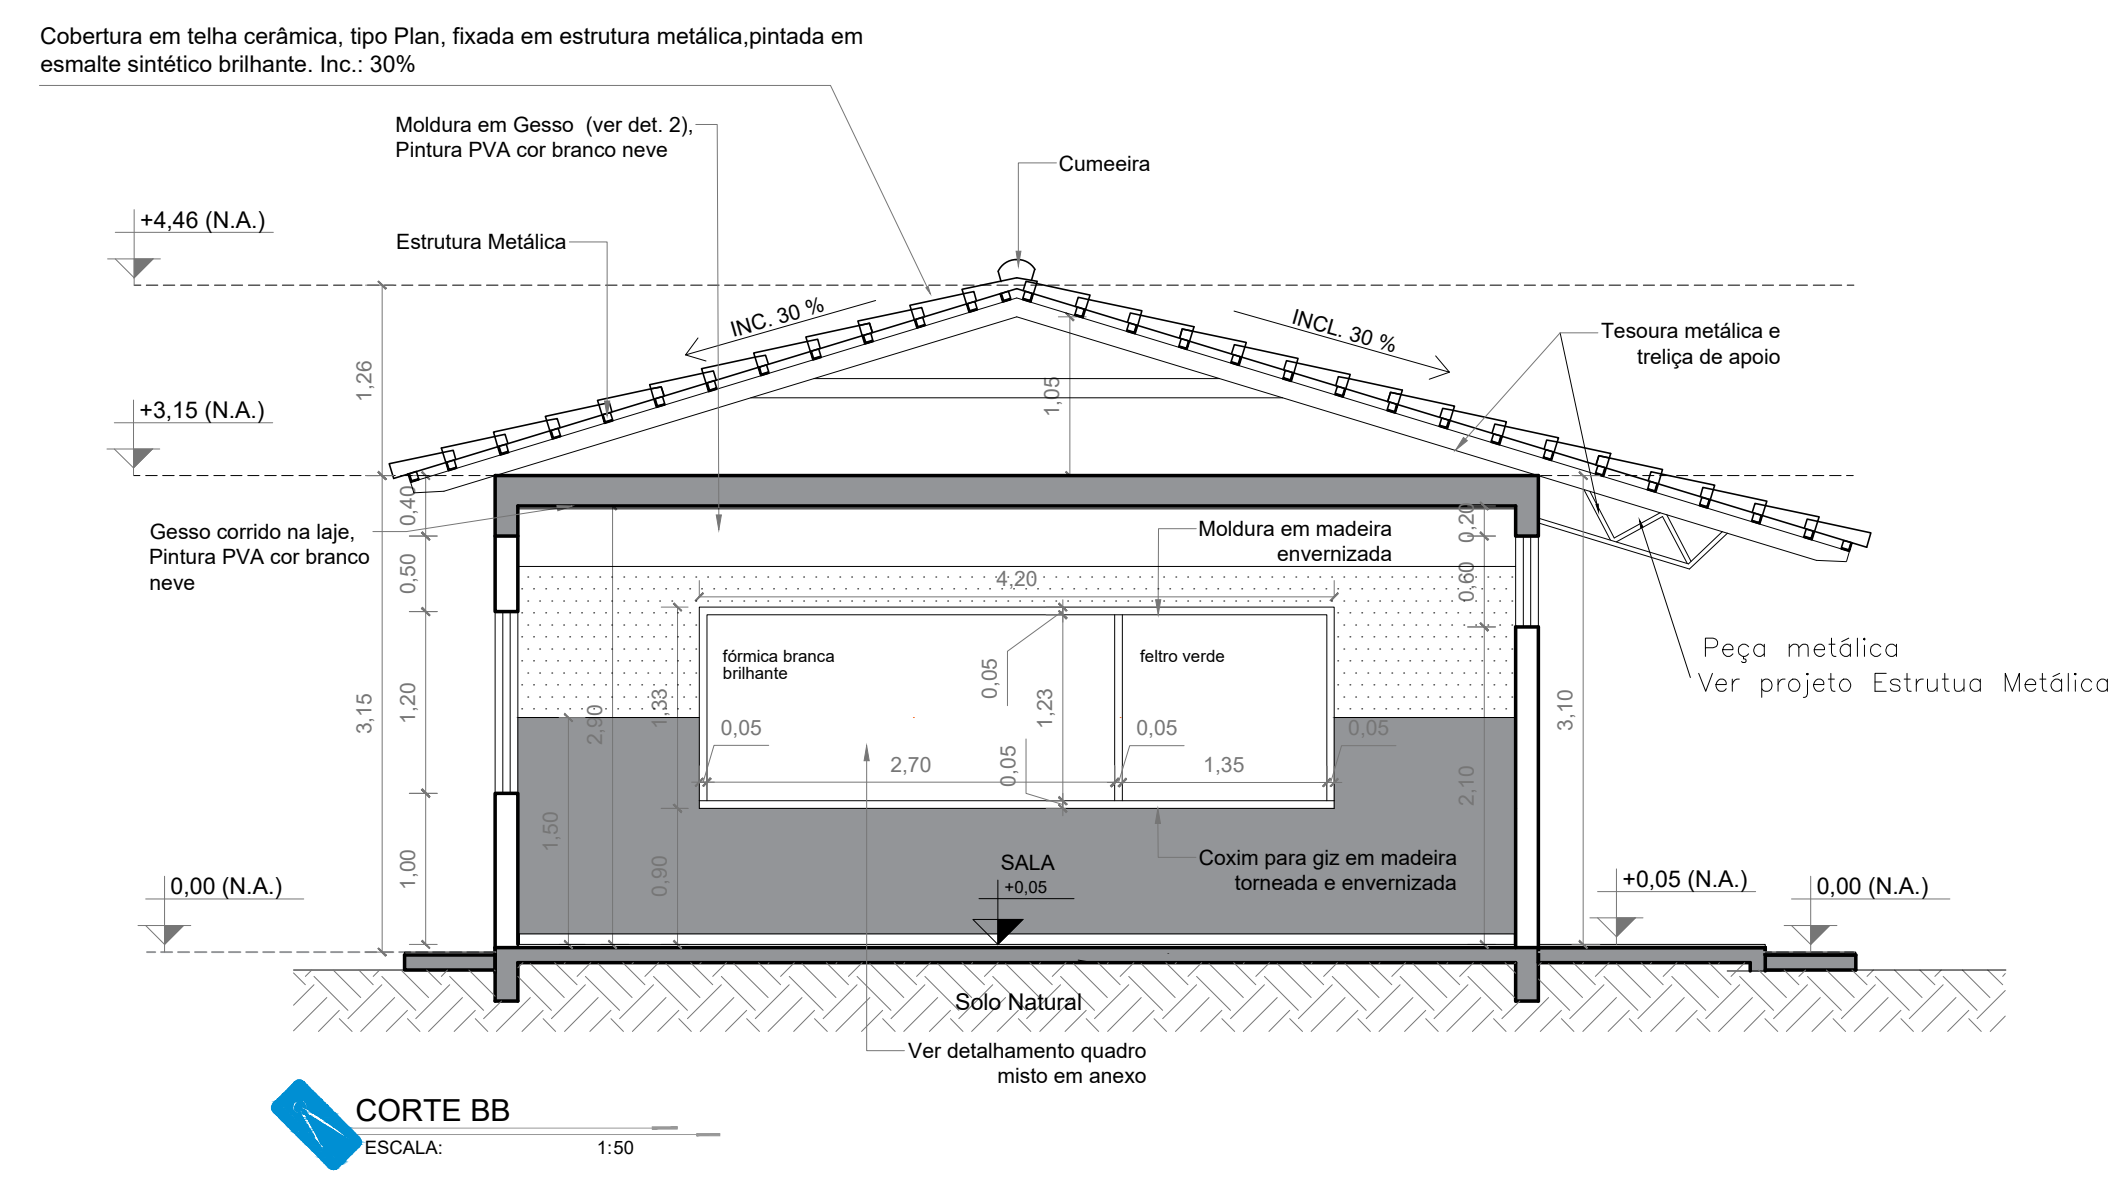 Cobertura em telha cerâmica, tipo Plan, fixada em estrutura metálica,pintada em
esmalte sintético brilhante. Inc.: 30%
Moldura em Gesso (ver det. 2),
Pintura PVA cor branco neve
Cumeeira
+4,46 (N.A.)
Estrutura Metálica
INC. 30 %
INCL. 30 %
Tesoura metálica e
treliça de apoio
1,26
1,05
+3,15 (N.A.)
0,40
Gesso corrido na laje,
Pintura PVA cor branco
neve
Moldura em madeira
envernizada
0,20
0,50
4,20
0,60
fórmica branca
brilhante
feltro verde
Peça metálica
Ver projeto Estrutua Metálica
3,15
1,20
2,90
1,33
0,05
1,23
3,10
0,05
0,05
0,05
2,70
0,05
1,35
2,10
1,50
1,00
0,90
SALA
+0,05
Coxim para giz em madeira
torneada e envernizada
0,00 (N.A.)
+0,05 (N.A.)
0,00 (N.A.)
Solo Natural
Ver detalhamento quadro
misto em anexo
CORTE BB
ESCALA: 1:50